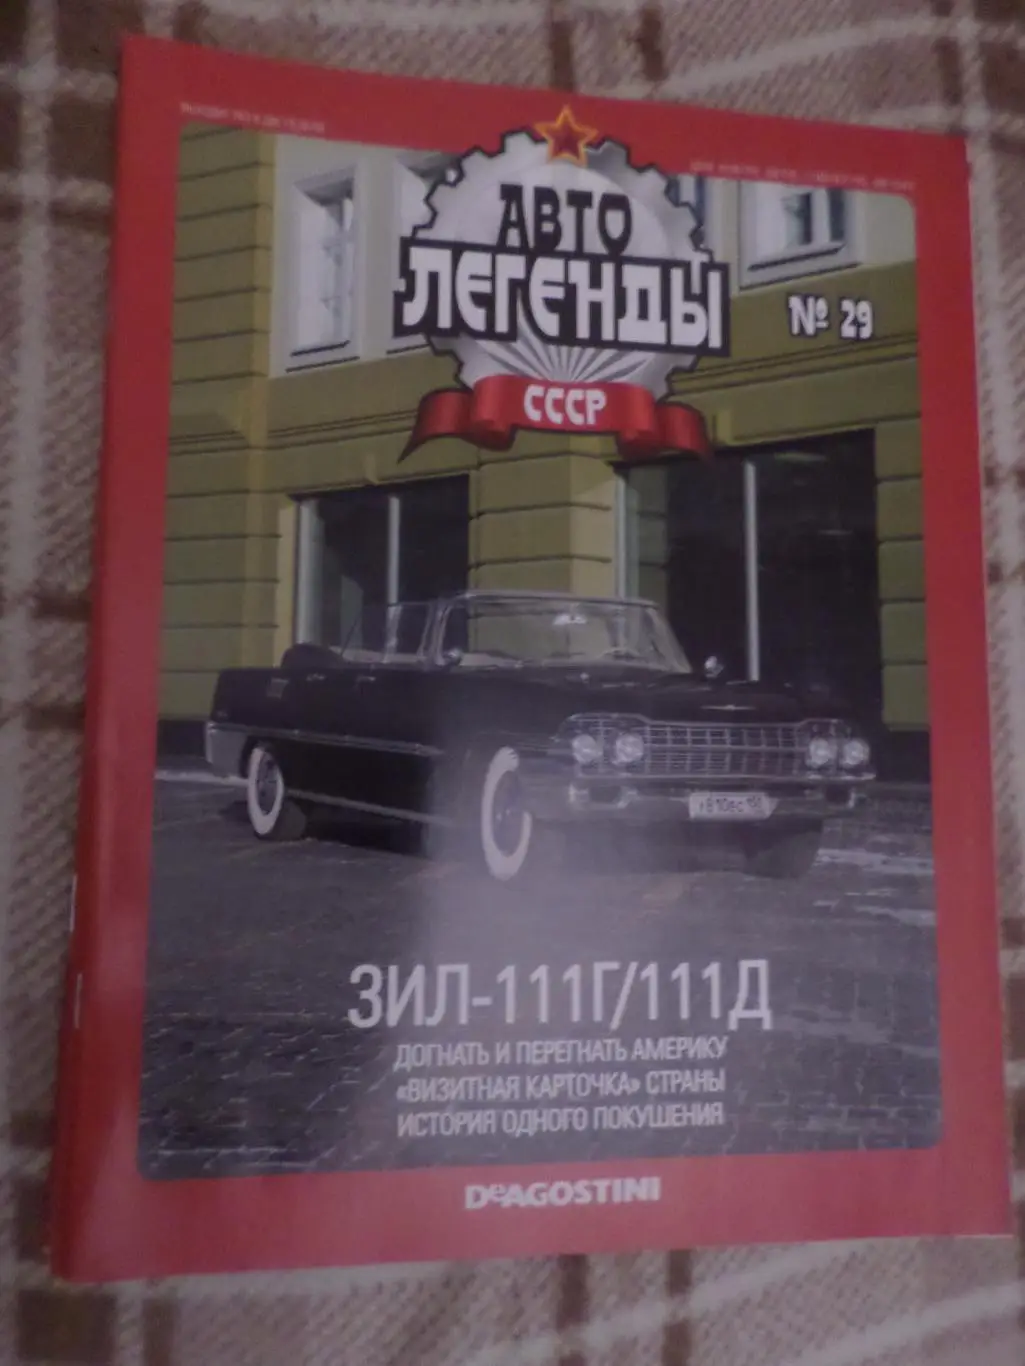 АВТО
ЛЕГЕНДЫ
СССР
№ 29
ЗИЛ-111Г/111Д
ДОГНАТЬ И ПЕРЕГНАТЬ АМЕРИКУ
«ВИЗИТНАЯ КАРТОЧКА» СТРАНЫ
ИСТОРИЯ ОДНОГО ПОКУШЕНИЯ
DeAGOSTINI